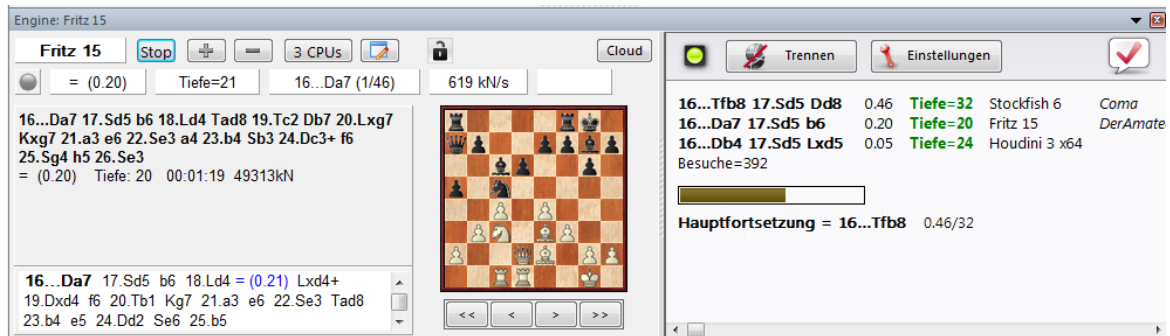 Engine: Fritz 15
Fritz 15 Stop 3 CPUs Cloud
= (0.20) Tiefe=21 16...Da7 (1/46) 619 kN/s
16...Da7 17.Sd5 b6 18.Ld4 Tad8 19.Tc2 Db7 20.Lxg7
Kxg7 21.a3 e6 22.Se3 a4 23.b4 Sb3 24.Dc3+ f6
25.Sg4 h5 26.Se3
= (0.20) Tiefe: 20 00:01:19 49313kN
16...Da7 17.Sd5 b6 18.Ld4 = (0.21) Lxd4+
19.Dxd4 f6 20.Tb1 Kg7 21.a3 e6 22.Se3 Tad8
23.b4 e5 24.Dd2 Se6 25.b5
<< < > >>
Trennen Einstellungen
16...Tfb8 17.Sd5 Dd8 0.46 Tiefe=32 Stockfish 6 Coma
16...Da7 17.Sd5 b6 0.20 Tiefe=20 Fritz 15 DerAmate
16...Db4 17.Sd5 Lxd5 0.05 Tiefe=24 Houdini 3 x64
Besuche=392
Hauptfortsetzung = 16...Tfb8 0.46/32